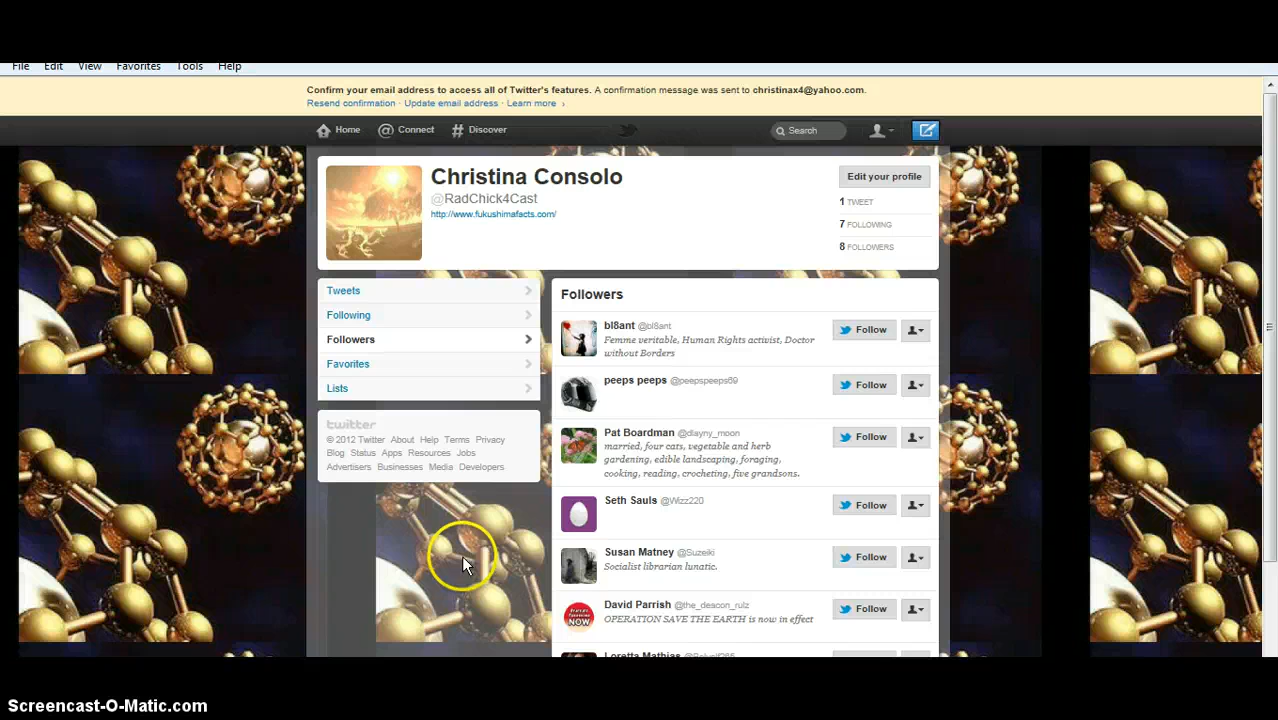 File Edit View Favorites Tools Help
Confirm your email address to access all of Twitter's features. A confirmation message was sent to christinax4@yahoo.com.
Resend confirmation · Update email address · Learn more ›
Home @ Connect # Discover Search
Christina Consolo
@RadChick4Cast
http://www.fukushimafacts.com/
Edit your profile
1 TWEET
7 FOLLOWING
8 FOLLOWERS
Tweets
Following
Followers
Favorites
Lists
twitter
© 2012 Twitter About Help Terms Privacy
Blog Status Apps Resources Jobs
Advertisers Businesses Media Developers
Followers
bl8ant @bl8ant
Femme veritable, Human Rights activist, Doctor
without Borders
Follow
peeps peeps @peepspeeps69
Follow
Pat Boardman @dlayny_moon
married, four cats, vegetable and herb
gardening, edible landscaping, foraging,
cooking, reading, crocheting, five grandsons.
Follow
Seth Sauls @Wizz220
Follow
Susan Matney @Suzeiki
Socialist librarian lunatic.
Follow
David Parrish @the_deacon_rulz
OPERATION SAVE THE EARTH is now in effect
Follow
NOW
Loretta Mathias
Screencast-O-Matic.com